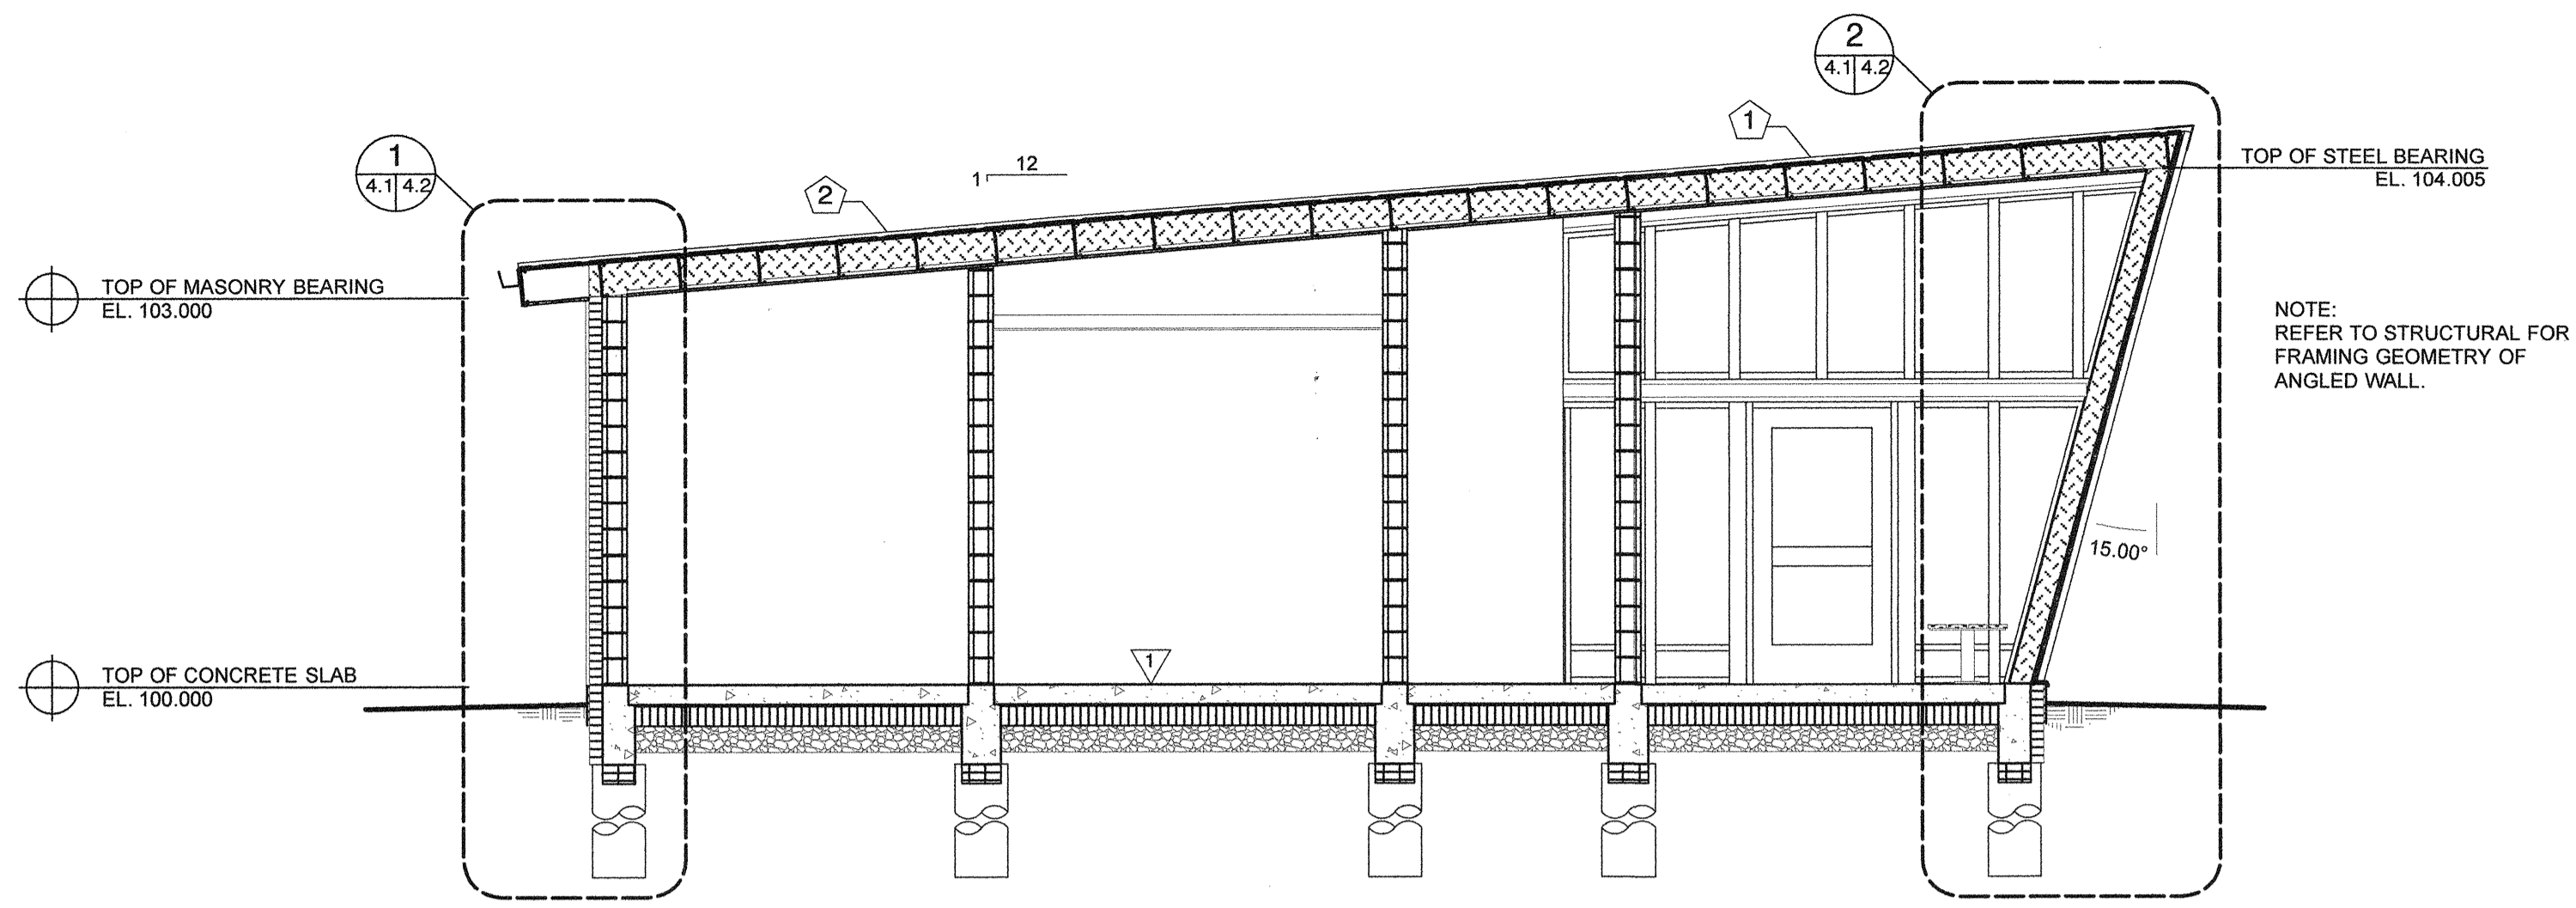 2
4.1 4.2
1
TOP OF STEEL BEARING
EL. 104.005
1
4.1 4.2
12
1
2
TOP OF MASONRY BEARING
EL. 103.000
NOTE:
REFER TO STRUCTURAL FOR
FRAMING GEOMETRY OF
ANGLED WALL.
15.00°
1
TOP OF CONCRETE SLAB
EL. 100.000